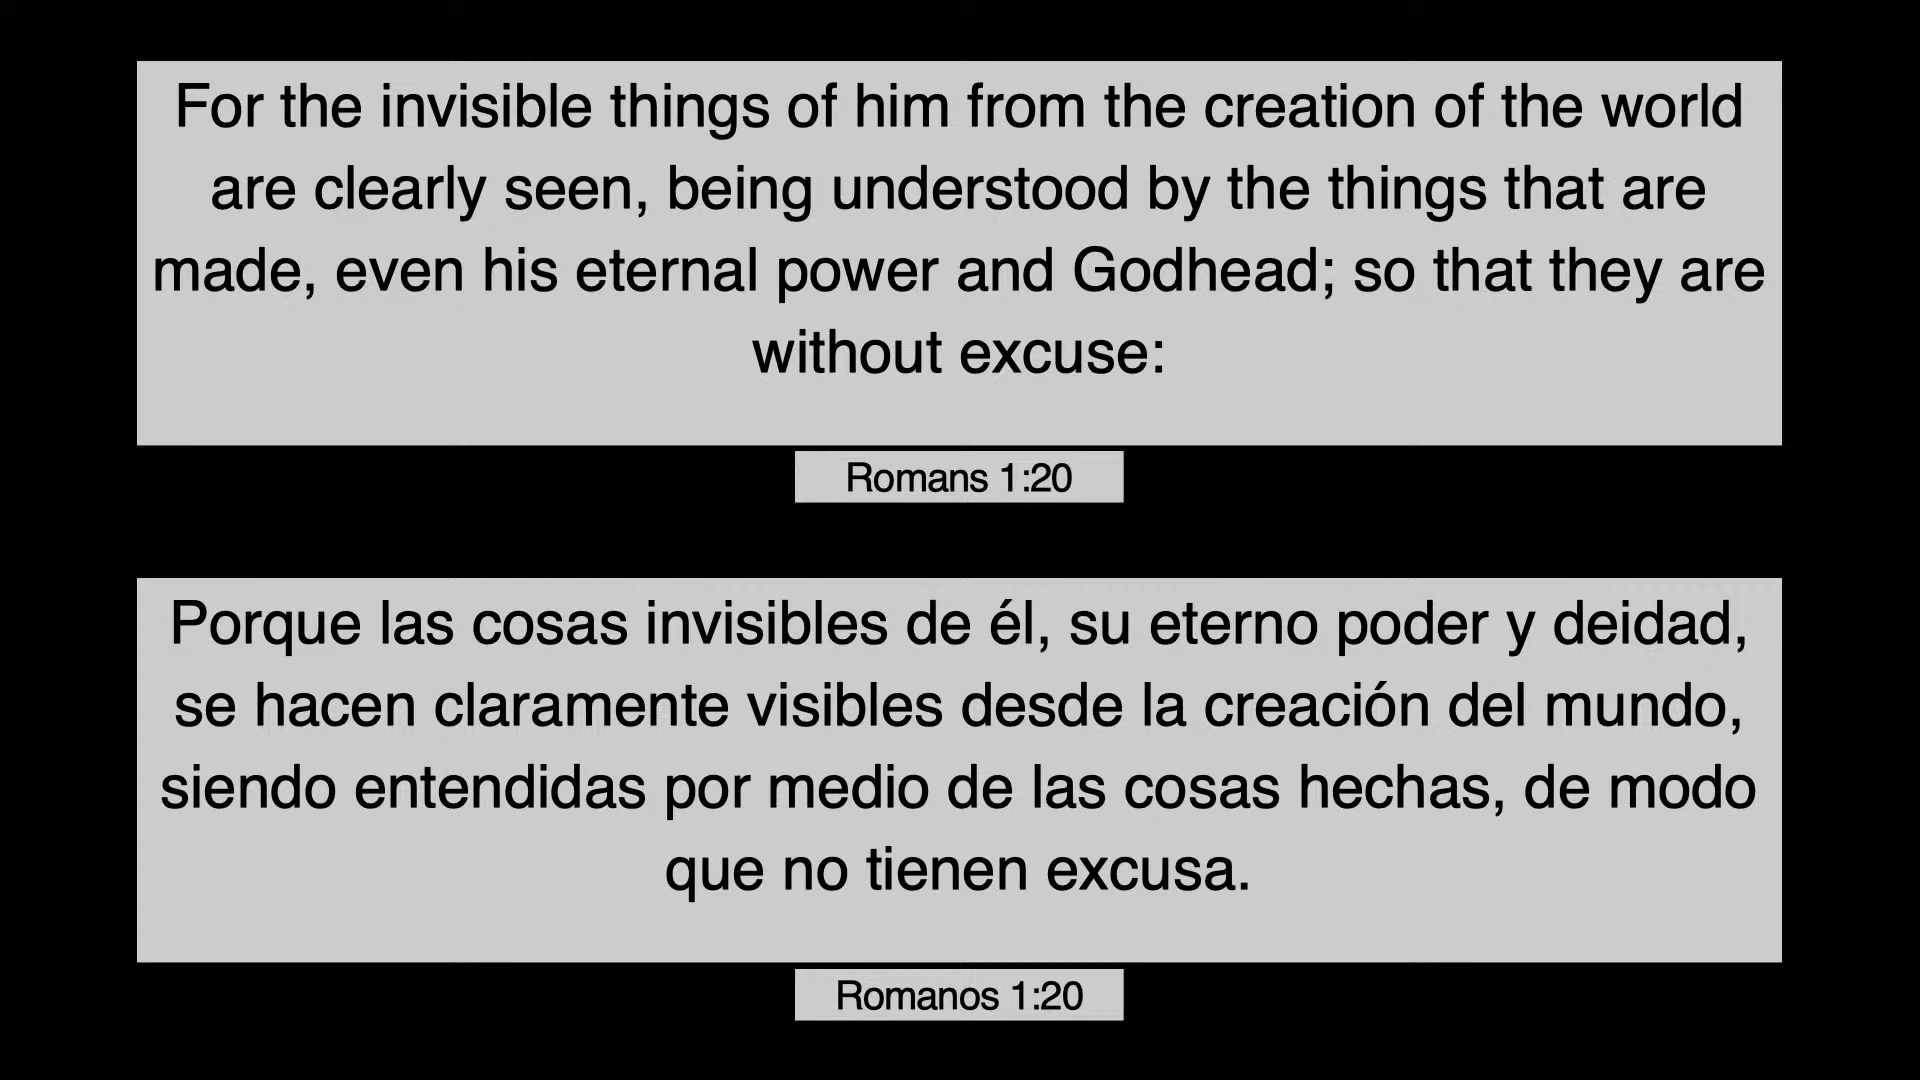 For the invisible things of him from the creation of the world
are clearly seen, being understood by the things that are
made, even his eternal power and Godhead; so that they are
without excuse:
Romans 1:20
Porque las cosas invisibles de él, su eterno poder y deidad,
se hacen claramente visibles desde la creación del mundo,
siendo entendidas por medio de las cosas hechas, de modo
que no tienen excusa.
Romanos 1:20